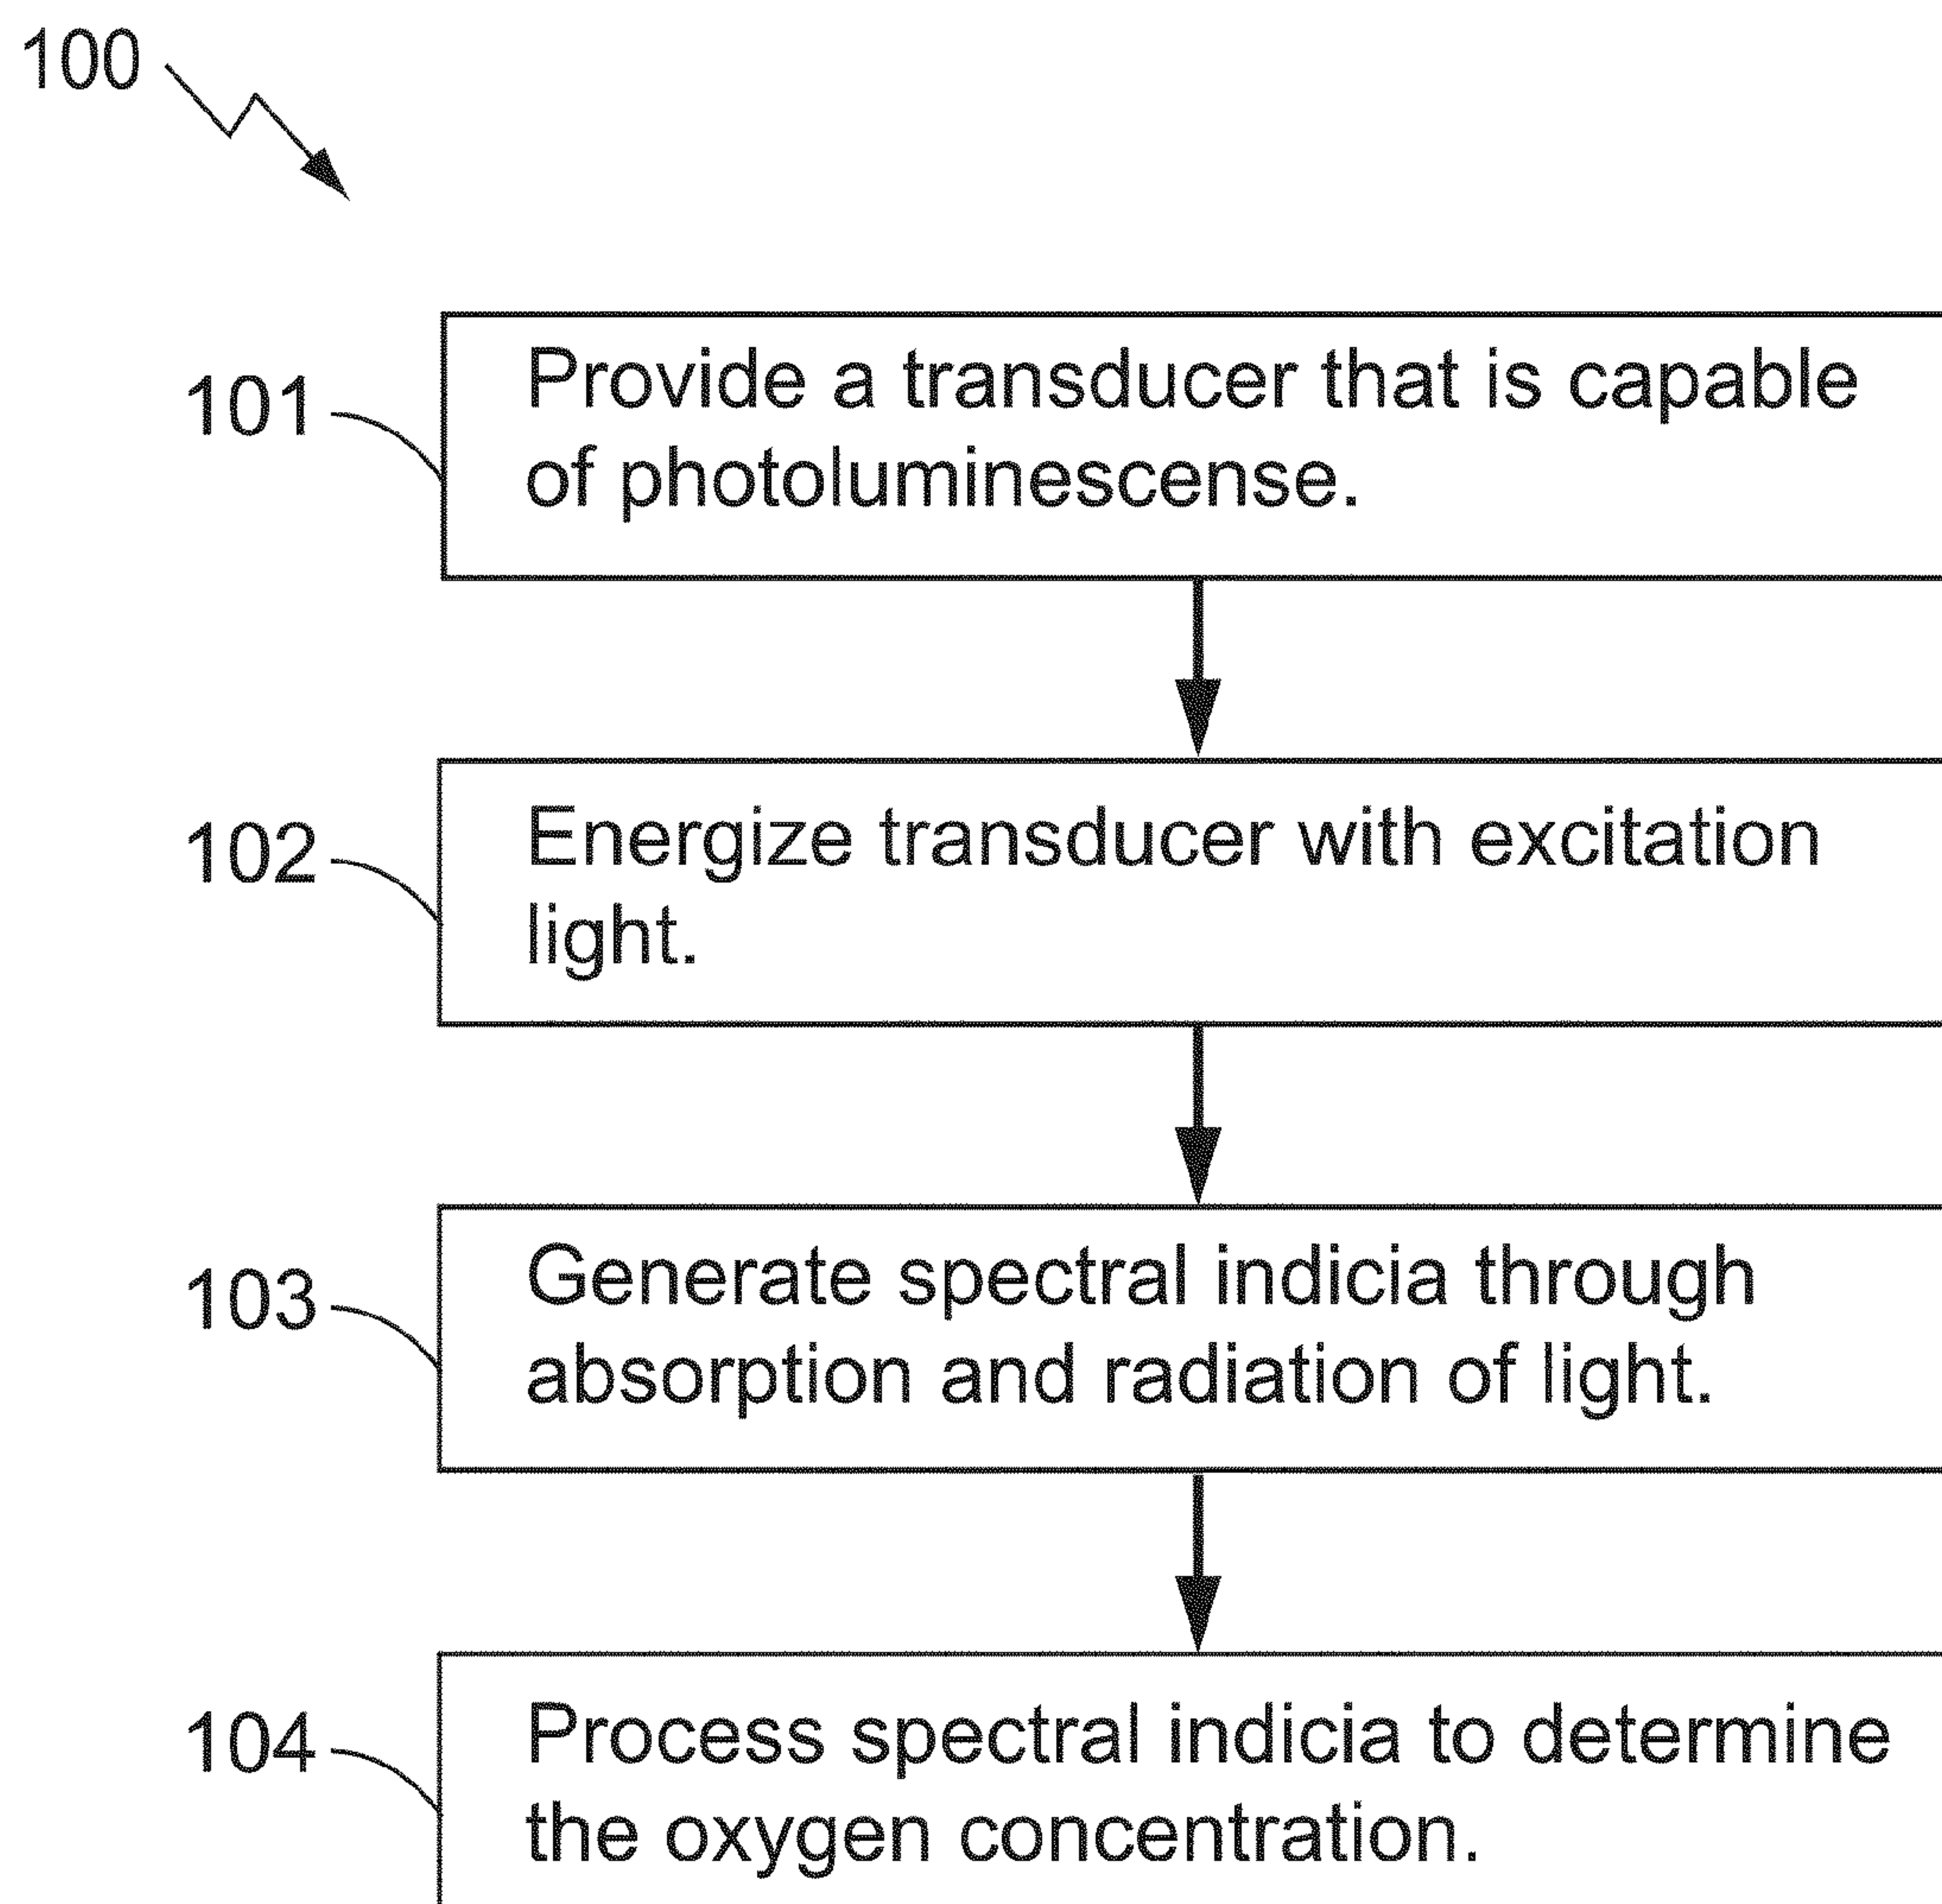 100
101
Provide a transducer that is capable
of photoluminescense.
102
Energize transducer with excitation
light.
103
Generate spectral indicia through
absorption and radiation of light.
104
Process spectral indicia to determine
the oxygen concentration.